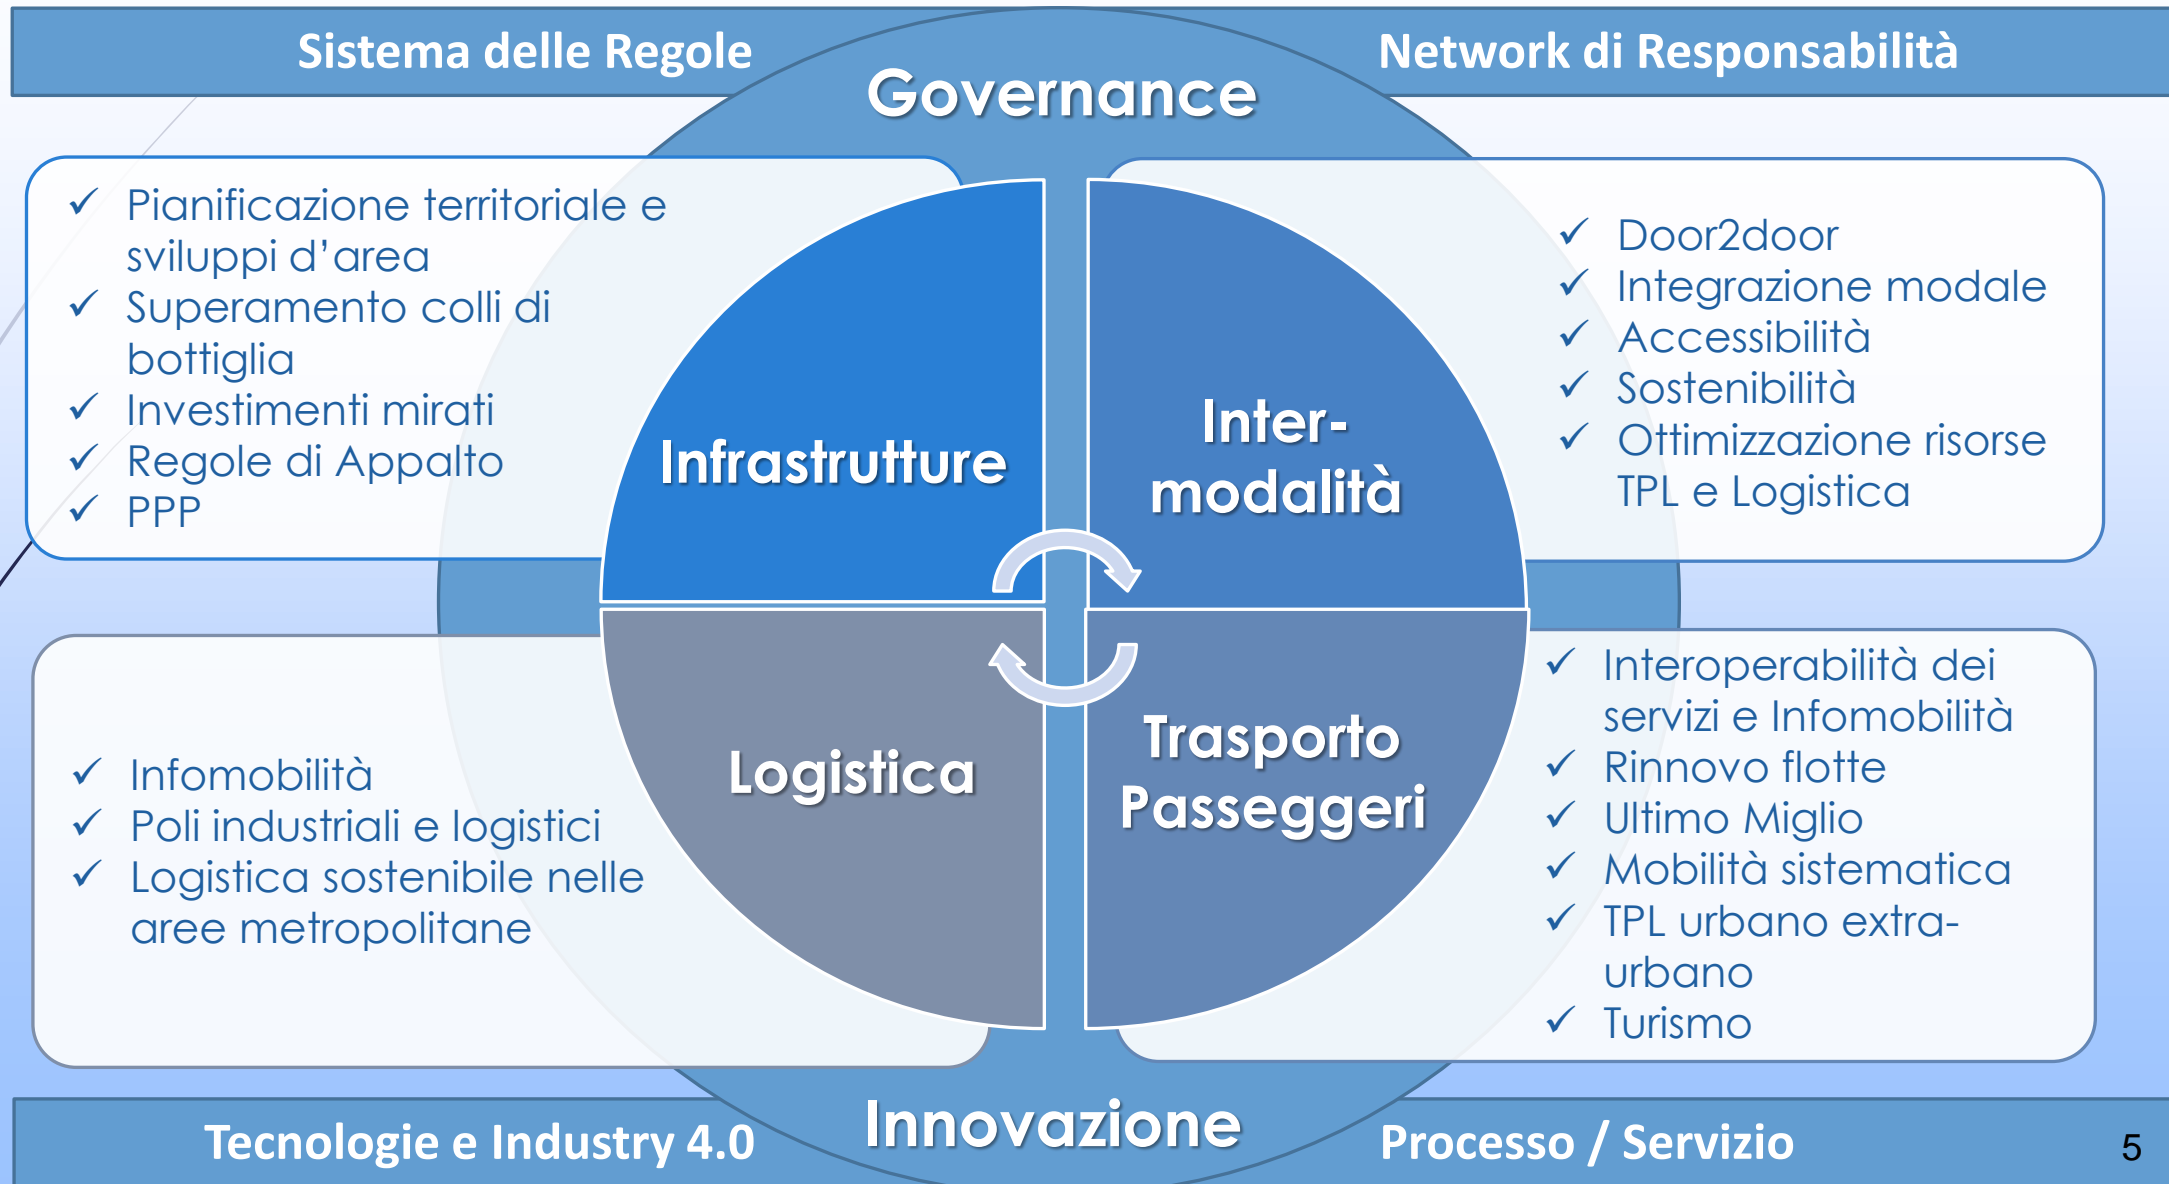 Sistema delle Regole
Governance
Network di Responsabilità
✓ Pianificazione territoriale e
sviluppi d’area
✓ Superamento colli di
bottiglia
✓ Investimenti mirati
✓ Regole di Appalto
✓ PPP
Infrastrutture
Inter-
modalità
✓ Door2door
✓ Integrazione modale
✓ Accessibilità
✓ Sostenibilità
✓ Ottimizzazione risorse
TPL e Logistica
✓ Infomobilità
✓ Poli industriali e logistici
✓ Logistica sostenibile nelle
aree metropolitane
Logistica
Trasporto
Passeggeri
✓ Interoperabilità dei
servizi e Infomobilità
✓ Rinnovo flotte
✓ Ultimo Miglio
✓ Mobilità sistematica
✓ TPL urbano extra-
urbano
✓ Turismo
Tecnologie e Industry 4.0
Innovazione
Processo / Servizio
5